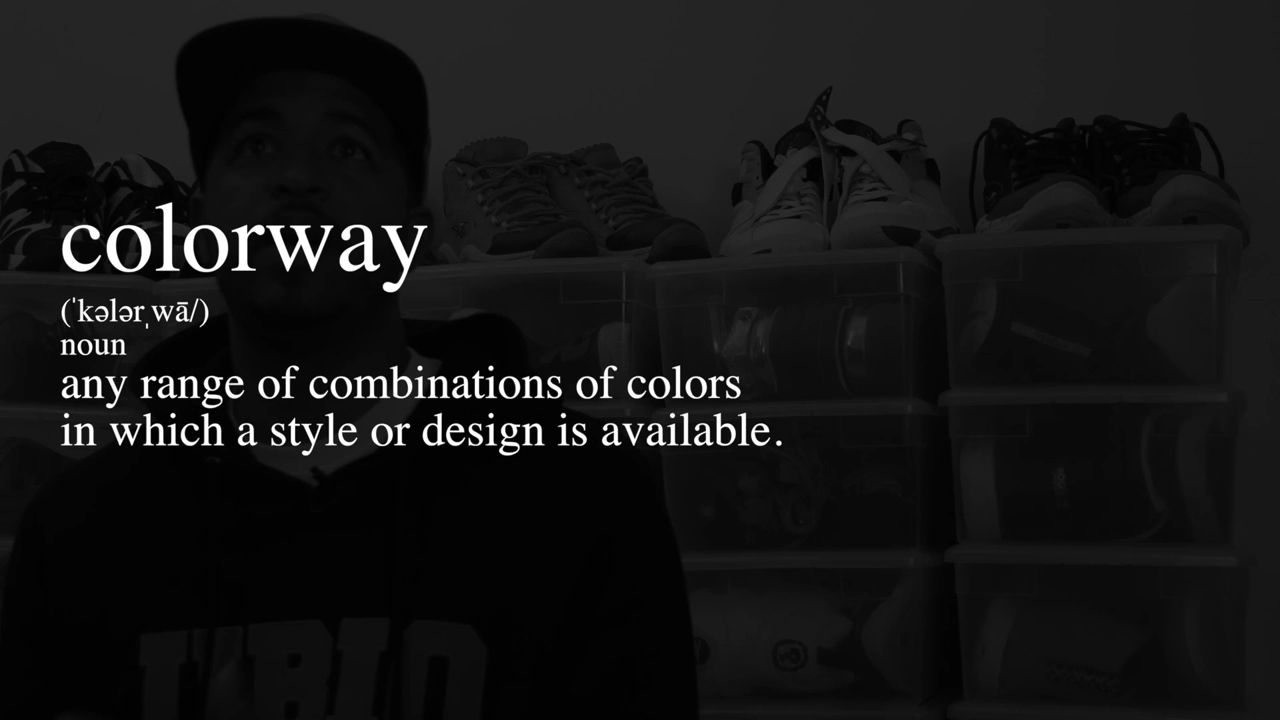 colorway
(ˈkələrˌwā/)
noun
any range of combinations of colors
in which a style or design is available.